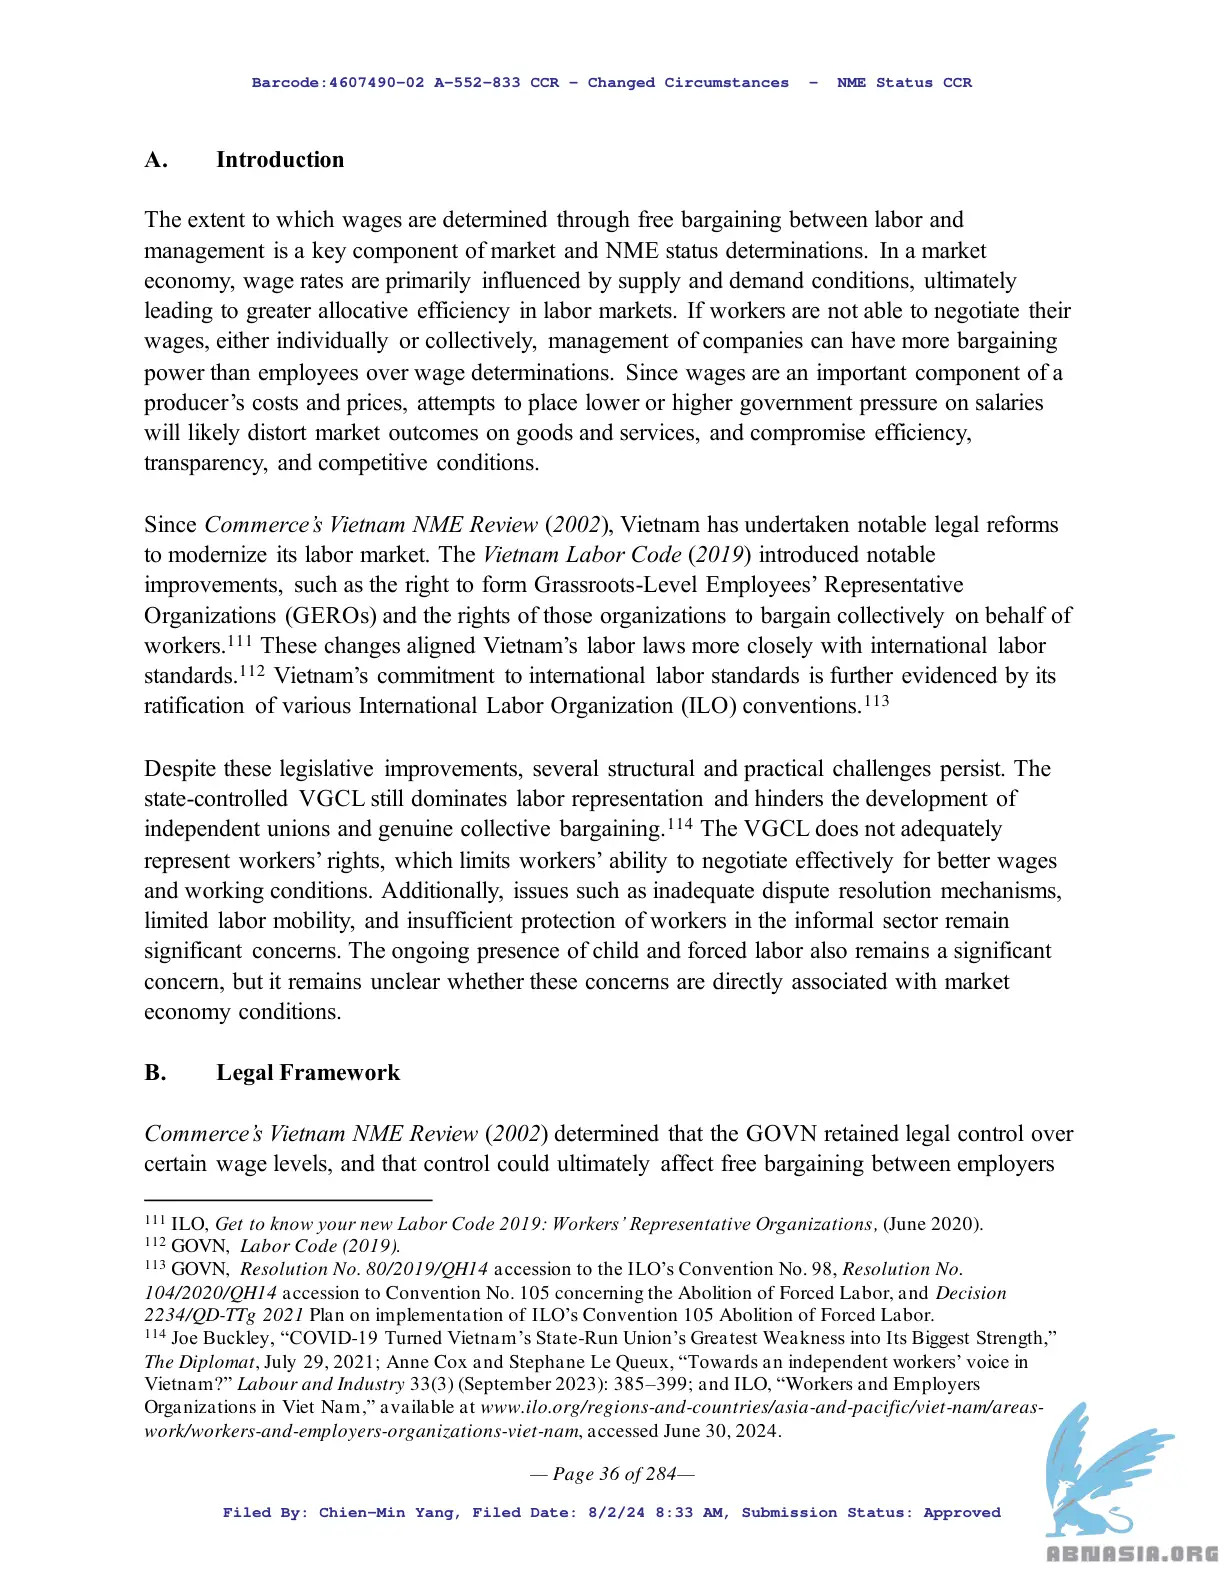 Barcode:4607490-02 A-552-833 CCR - Changed Circumstances - NME Status CCR
A. Introduction
The extent to which wages are determined through free bargaining between labor and
management is a key component of market and NME status determinations. In a market
economy, wage rates are primarily influenced by supply and demand conditions, ultimately
leading to greater allocative efficiency in labor markets. If workers are not able to negotiate their
wages, either individually or collectively, management of companies can have more bargaining
power than employees over wage determinations. Since wages are an important component of a
producer’s costs and prices, attempts to place lower or higher government pressure on salaries
will likely distort market outcomes on goods and services, and compromise efficiency,
transparency, and competitive conditions.
Since Commerce’s Vietnam NME Review (2002), Vietnam has undertaken notable legal reforms
to modernize its labor market. The Vietnam Labor Code (2019) introduced notable
improvements, such as the right to form Grassroots-Level Employees’ Representative
Organizations (GEROs) and the rights of those organizations to bargain collectively on behalf of
workers.111 These changes aligned Vietnam’s labor laws more closely with international labor
standards.112 Vietnam’s commitment to international labor standards is further evidenced by its
ratification of various International Labor Organization (ILO) conventions.113
Despite these legislative improvements, several structural and practical challenges persist. The
state-controlled VGCL still dominates labor representation and hinders the development of
independent unions and genuine collective bargaining.114 The VGCL does not adequately
represent workers’ rights, which limits workers’ ability to negotiate effectively for better wages
and working conditions. Additionally, issues such as inadequate dispute resolution mechanisms,
limited labor mobility, and insufficient protection of workers in the informal sector remain
significant concerns. The ongoing presence of child and forced labor also remains a significant
concern, but it remains unclear whether these concerns are directly associated with market
economy conditions.
B. Legal Framework
Commerce’s Vietnam NME Review (2002) determined that the GOVN retained legal control over
certain wage levels, and that control could ultimately affect free bargaining between employers
111 ILO, Get to know your new Labor Code 2019: Workers’ Representative Organizations, (June 2020).
112 GOVN, Labor Code (2019).
113 GOVN, Resolution No. 80/2019/QH14 accession to the ILO’s Convention No. 98, Resolution No.
104/2020/QH14 accession to Convention No. 105 concerning the Abolition of Forced Labor, and Decision
2234/QD-TTg 2021 Plan on implementation of ILO’s Convention 105 Abolition of Forced Labor.
114 Joe Buckley, “COVID-19 Turned Vietnam’s State-Run Union’s Greatest Weakness into Its Biggest Strength,”
The Diplomat, July 29, 2021; Anne Cox and Stephane Le Queux, “Towards an independent workers’ voice in
Vietnam?” Labour and Industry 33(3) (September 2023): 385–399; and ILO, “Workers and Employers
Organizations in Viet Nam,” available at www.ilo.org/regions-and-countries/asia-and-pacific/viet-nam/areas-
work/workers-and-employers-organizations-viet-nam, accessed June 30, 2024.
— Page 36 of 284—
Filed By: Chien-Min Yang, Filed Date: 8/2/24 8:33 AM, Submission Status: Approved
ABNASIA.ORG